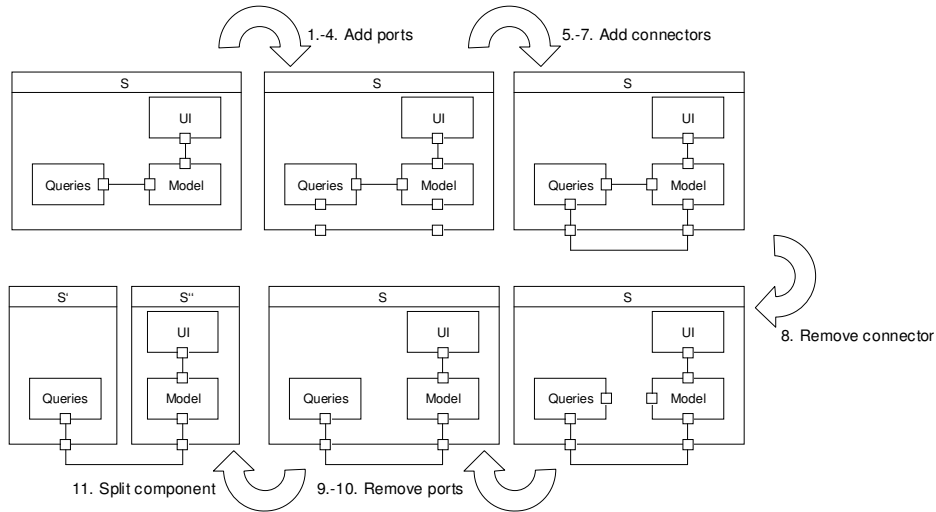 1.-4. Add ports
5.-7. Add connectors
S
S
S
UI
UI
UI
Queries
Model
Queries
Model
Queries
Model
8. Remove connector
S‘
S“
S
S
UI
UI
UI
Queries
Model
Queries
Model
Queries
Model
11. Split component
9.-10. Remove ports